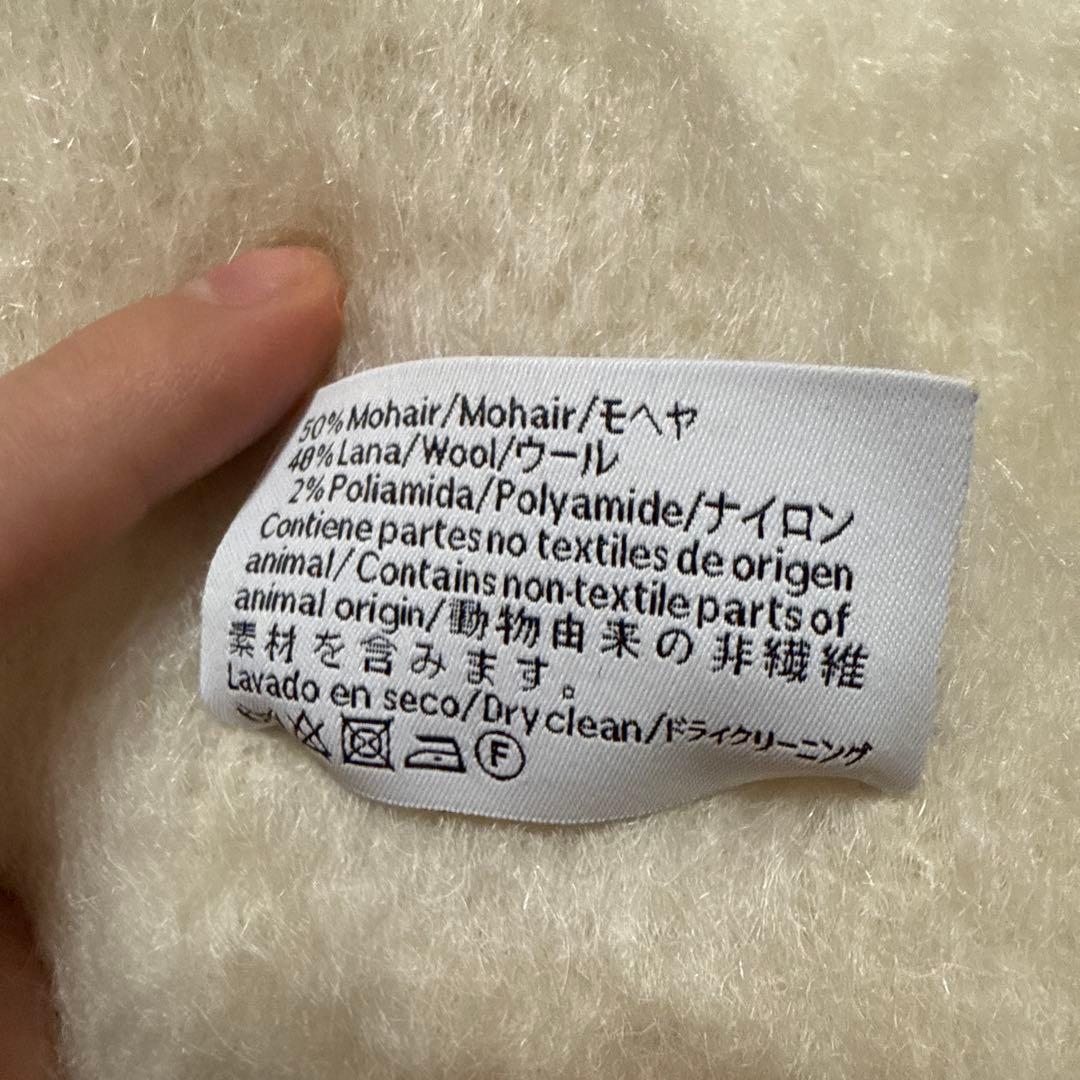 50% Mohair/Mohair/モヘヤ
48% Lana/Wool/ウール
2% Poliamida/Polyamide/ナイロン
Contiene partes no textiles de origen
animal/Contains non-textile parts of
animal origin/動物由来の非繊維
素材を含みます。
Lavado en seco/Dry clean/ドライクリーニング
F